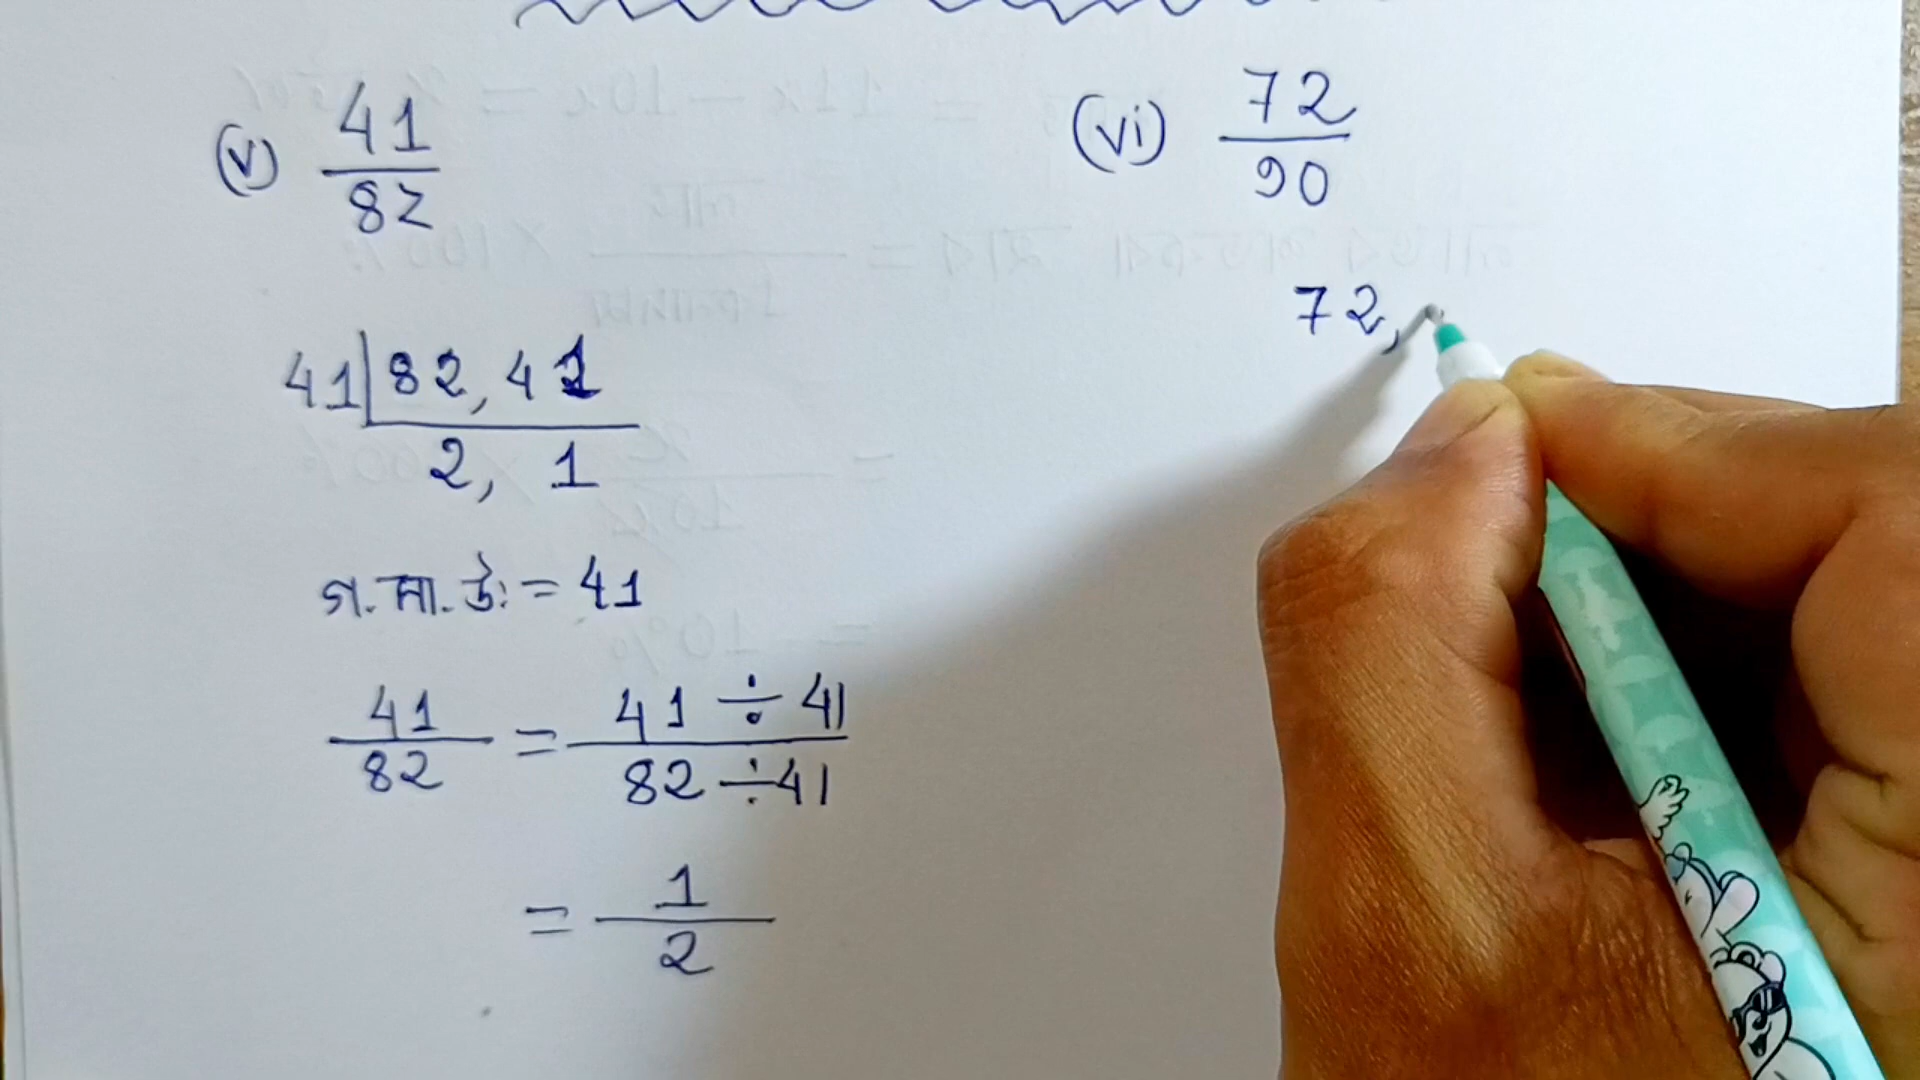 (v) 41/82
41 | 82, 41
2, 1
গ. সা. উ: = 41
41/82 = 41 ÷ 41 / 82 ÷ 41
= 1/2
(vi) 72/90
72,